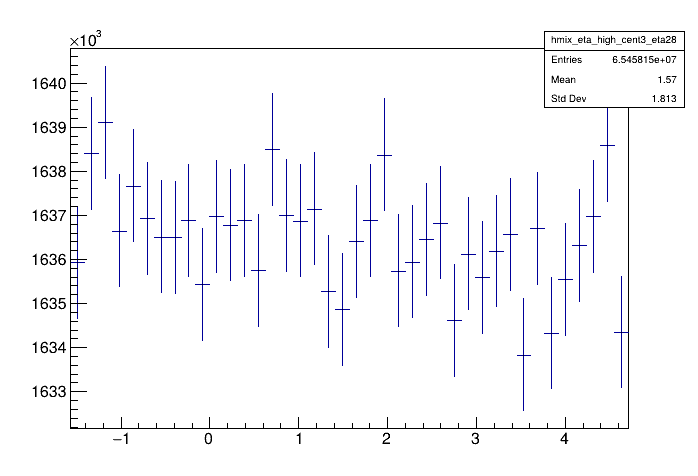 ×10³
hmix_eta_high_cent3_eta28
Entries 6.545815e+07
Mean 1.57
Std Dev 1.813
1640
1639
1638
1637
1636
1635
1634
1633
−1 0 1 2 3 4